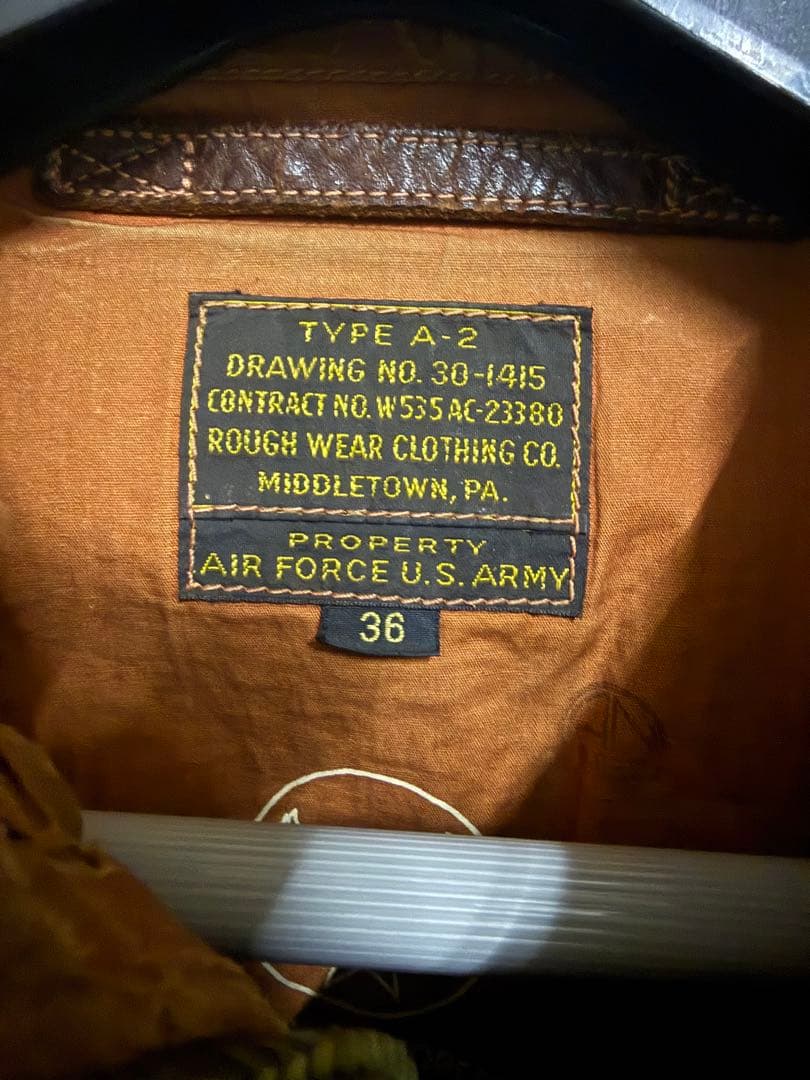 TYPE A-2
DRAWING NO. 30-1415
CONTRACT NO. W535 AC-23380
ROUGH WEAR CLOTHING CO.
MIDDLETOWN, PA.
PROPERTY
AIR FORCE U.S. ARMY
36